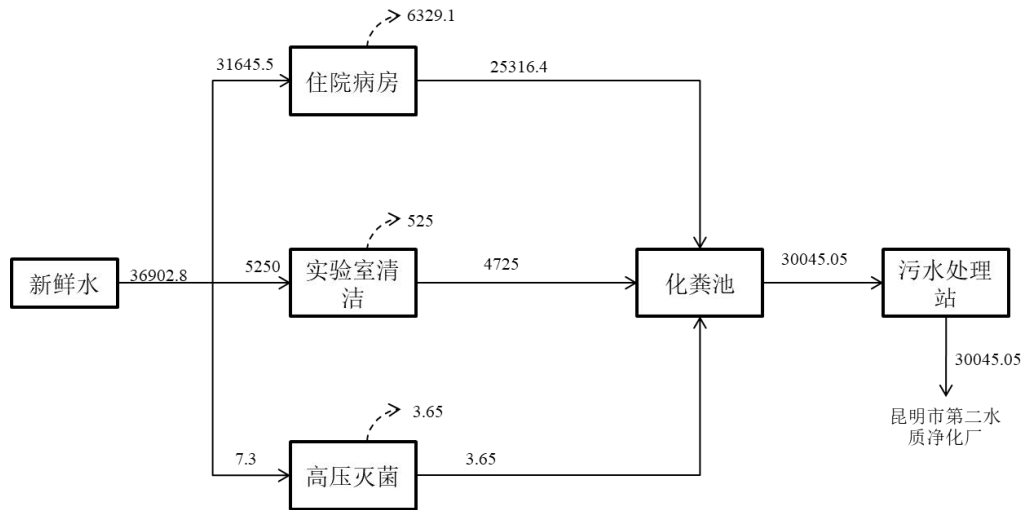 6329.1
31645.5
住院病房
25316.4
525
新鲜水
36902.8
5250
实验室清
洁
4725
化粪池
30045.05
污水处理
站
30045.05
昆明市第二水
质净化厂
3.65
7.3
高压灭菌
3.65